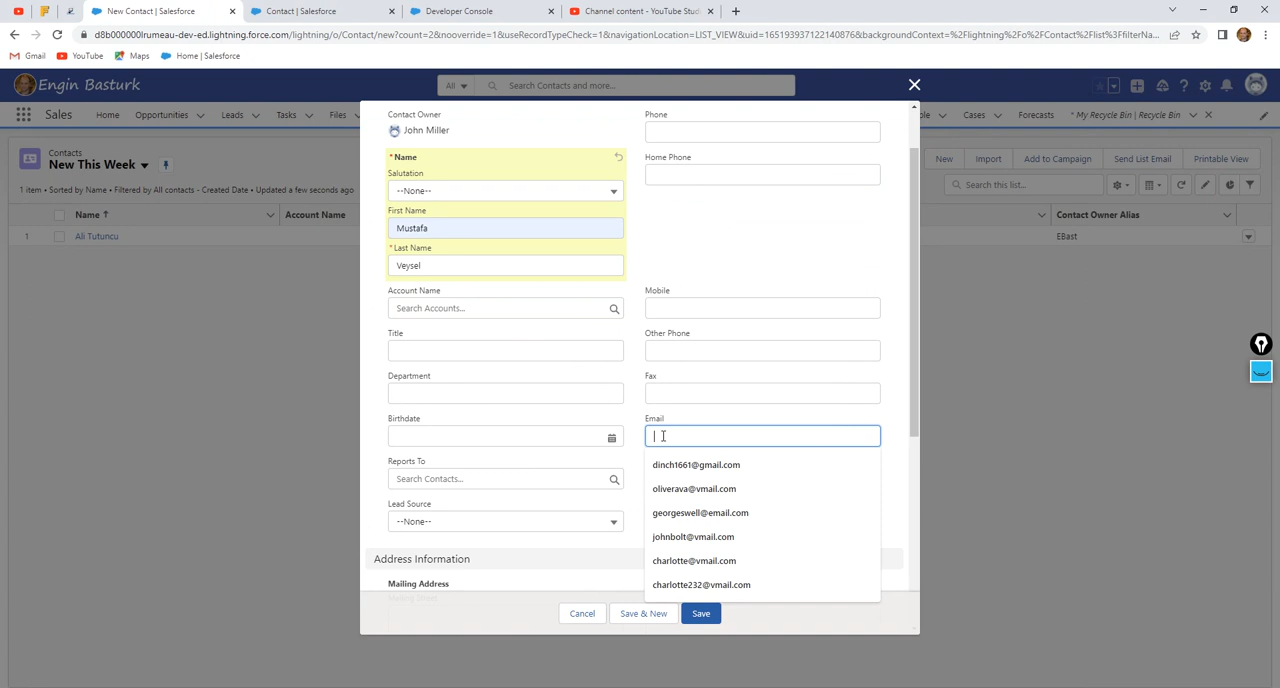 New Contact | Salesforce
Contact | Salesforce
Developer Console
Channel content - YouTube Studi
d8b000000lrumeau-dev-ed.lightning.force.com/lightning/o/Contact/new?count=2&nooverride=1&useRecordTypeCheck=1&navigationLocation=LIST_VIEW&uid=165193937122140876&backgroundContext=%2Flightning%2Fo%2FContact%2Flist%3FfilterNa...
Gmail
YouTube
Maps
Home | Salesforce
Engin Basturk
All
Search Contacts and more...
Sales
Home
Opportunities
Leads
Tasks
Files
Cases
Forecasts
* My Recycle Bin | Recycle Bin
Contacts
New This Week
1 item • Sorted by Name • Filtered by All contacts - Created Date • Updated a few seconds ago
New
Import
Add to Campaign
Send List Email
Printable View
Search this list...
Name
Account Name
Contact Owner Alias
1
Ali Tutuncu
EBast
Contact Owner
John Miller
* Name
Salutation
--None--
First Name
Mustafa
* Last Name
Veysel
Account Name
Search Accounts...
Title
Department
Birthdate
Reports To
Search Contacts...
Lead Source
--None--
Phone
Home Phone
Mobile
Other Phone
Fax
Email
dinch1661@gmail.com
oliverava@vmail.com
georgeswell@email.com
johnbolt@vmail.com
charlotte@vmail.com
charlotte232@vmail.com
Address Information
Mailing Address
Mailing Street
Cancel
Save & New
Save